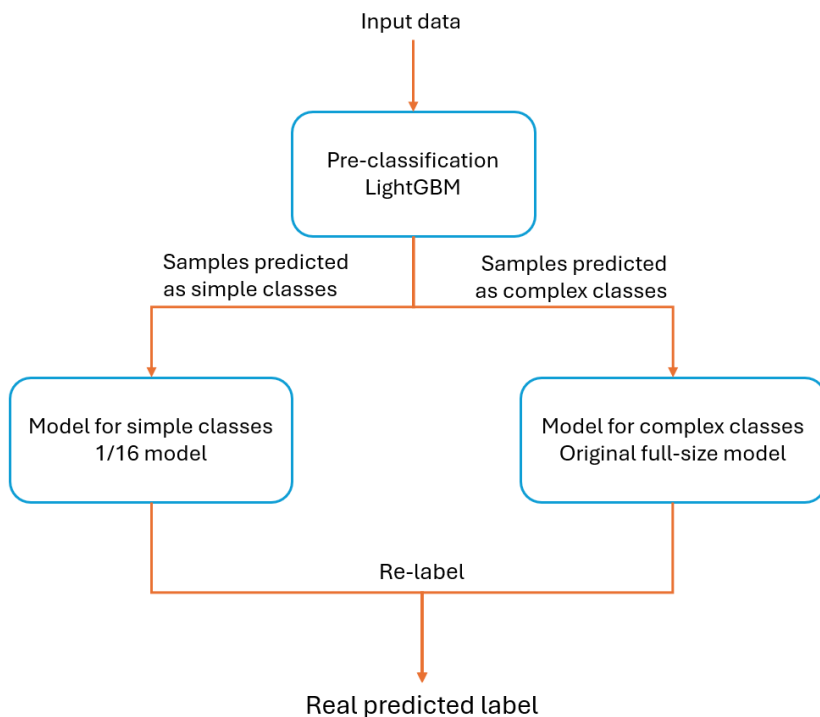 Input data
Pre-classification
LightGBM
Samples predicted
as simple classes
Samples predicted
as complex classes
Model for simple classes
1/16 model
Model for complex classes
Original full-size model
Re-label
Real predicted label